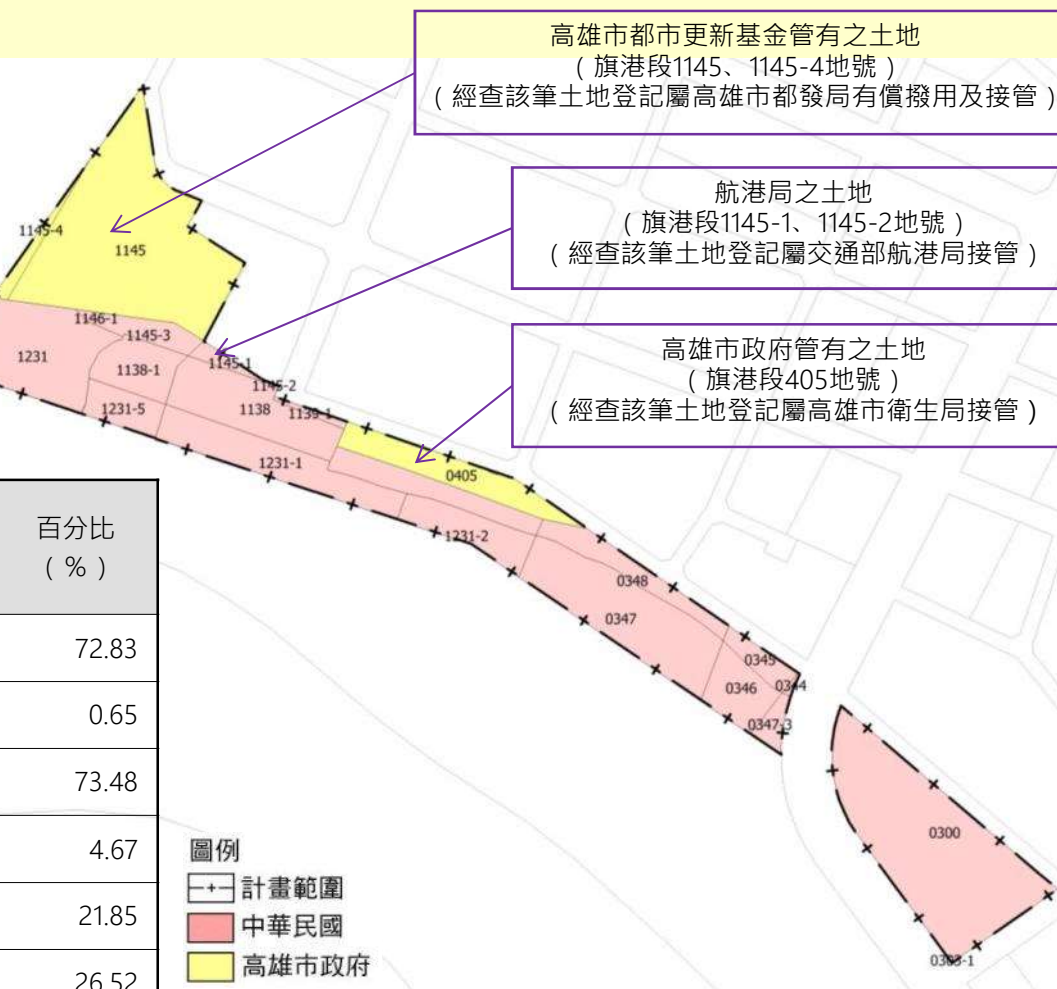 高雄市都市更新基金管有之土地
（旗港段1145、1145-4地號）
（經查該筆土地登記屬高雄市都發局有償撥用及接管）
航港局之土地
（旗港段1145-1、1145-2地號）
（經查該筆土地登記屬交通部航港局接管）
高雄市政府管有之土地
（旗港段405地號）
（經查該筆土地登記屬高雄市衛生局接管）
1145-4
1145
1146-1
1145-3
1231
1138-1
1145-1
1145-2
1231-5
1138
1139-1
1231-1
0405
1231-2
0348
0347
0345
0346
0344
0347-3
0300
0303-1
百分比
（%）
72.83
0.65
73.48
4.67
21.85
26.52
圖例
計畫範圍
中華民國
高雄市政府